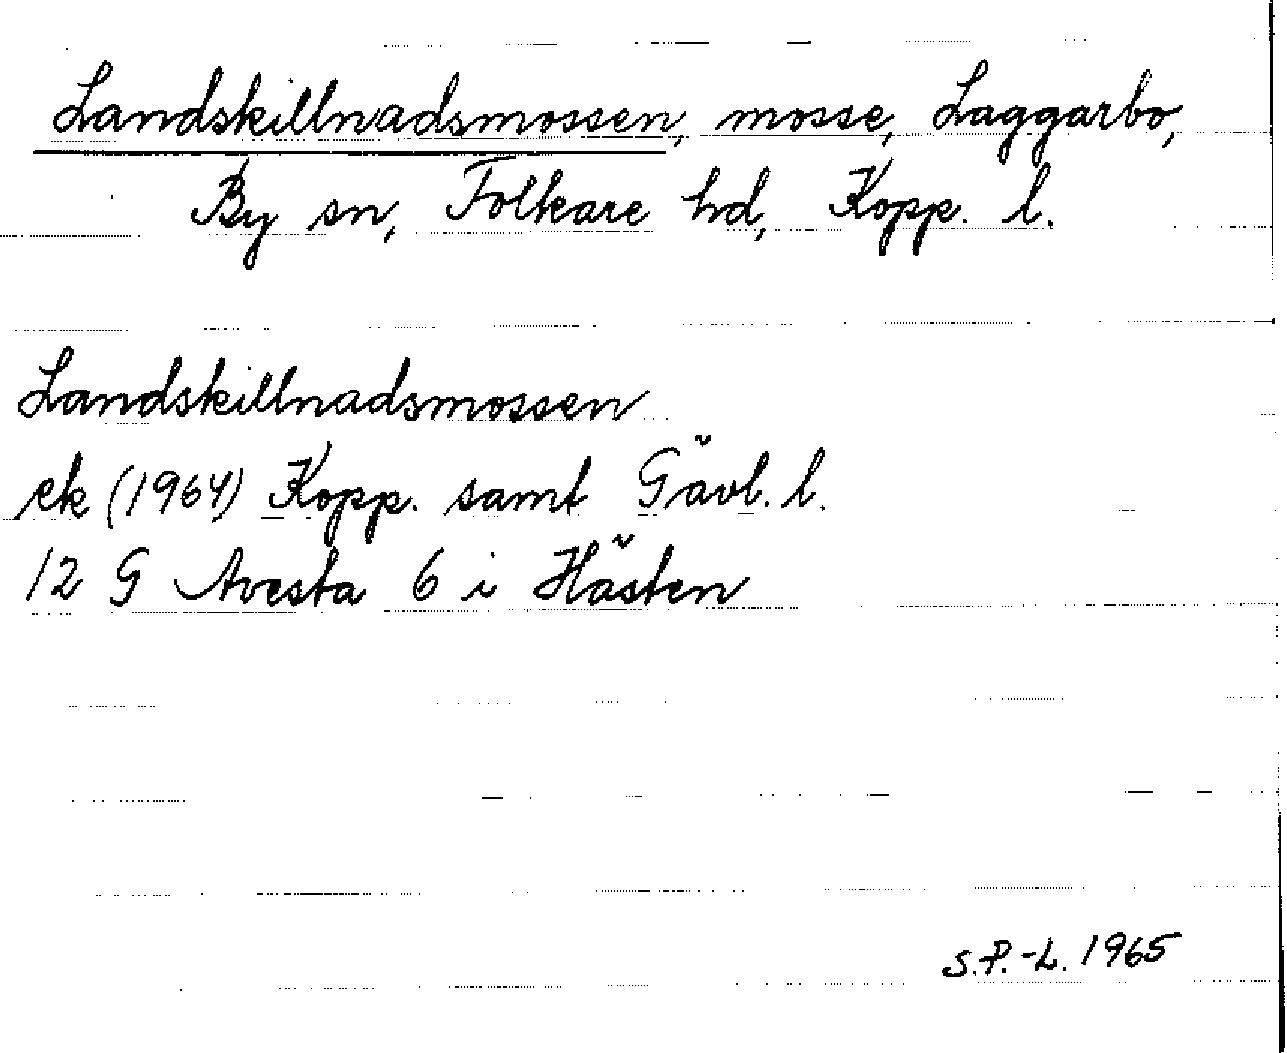 Landskillnadsmossen, mosse, Laggarbo,
By sn, Folkare hd, Kopp. l.
Landskillnadsmossen
ek (1964) Kopp. samt Gävl. l.
12 G Avesta 6 i Hästen
S.P.-L. 1965